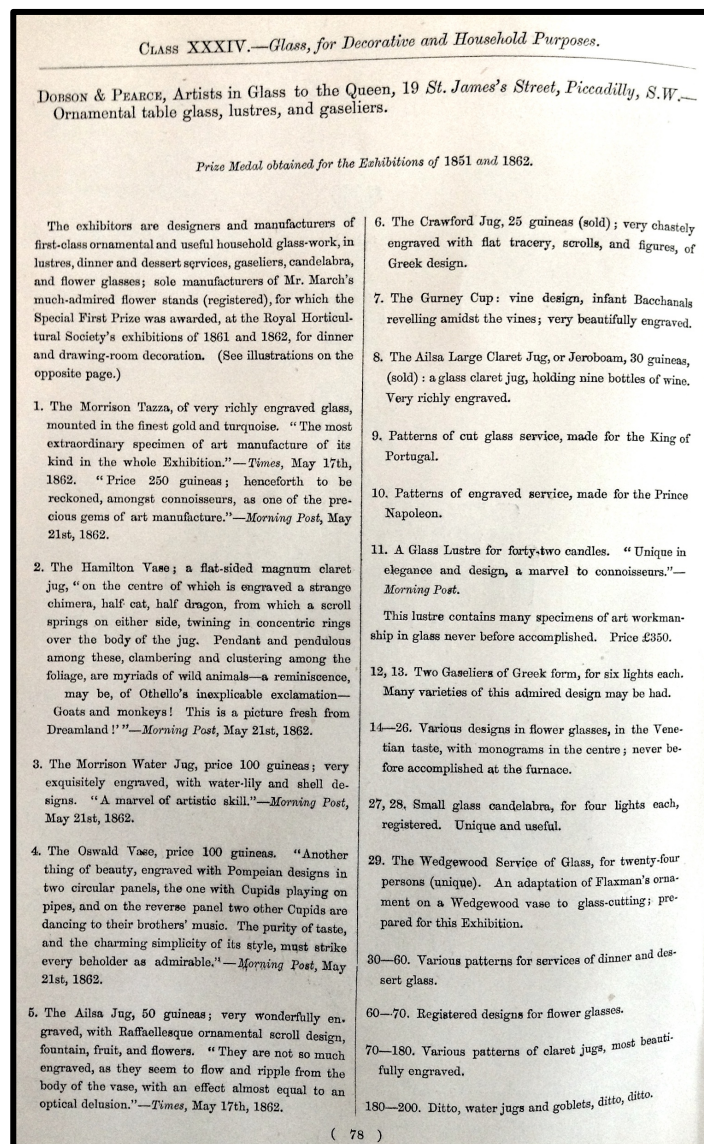 CLASS XXXIV.—Glass, for Decorative and Household Purposes.
DOBSON & PEARCE, Artists in Glass to the Queen, 19 St. James's Street, Piccadilly, S.W.—
Ornamental table glass, lustres, and gaseliers.
Prize Medal obtained for the Exhibitions of 1851 and 1862.
The exhibitors are designers and manufacturers of
first-class ornamental and useful household glass-work, in
lustres, dinner and dessert services, gaseliers, candelabra,
and flower glasses; sole manufacturers of Mr. March's
much-admired flower stands (registered), for which the
Special First Prize was awarded, at the Royal Horticul-
tural Society's exhibitions of 1861 and 1862, for dinner
and drawing-room decoration. (See illustrations on the
opposite page.)
1. The Morrison Tazza, of very richly engraved glass,
mounted in the finest gold and turquoise. "The most
extraordinary specimen of art manufacture of its
kind in the whole Exhibition."—Times, May 17th,
1862. "Price 250 guineas; henceforth to be
reckoned, amongst connoisseurs, as one of the pre-
cious gems of art manufacture."—Morning Post, May
21st, 1862.
2. The Hamilton Vase; a flat-sided magnum claret
jug, "on the centre of which is engraved a strange
chimera, half cat, half dragon, from which a scroll
springs on either side, twining in concentric rings
over the body of the jug. Pendant and pendulous
among these, clambering and clustering among the
foliage, are myriads of wild animals—a reminiscence,
may be, of Othello's inexplicable exclamation—
Goats and monkeys! This is a picture fresh from
Dreamland!'"—Morning Post, May 21st, 1862.
3. The Morrison Water Jug, price 100 guineas; very
exquisitely engraved, with water-lily and shell de-
signs. "A marvel of artistic skill."—Morning Post,
May 21st, 1862.
4. The Oswald Vase, price 100 guineas. "Another
thing of beauty, engraved with Pompeian designs in
two circular panels, the one with Cupids playing on
pipes, and on the reverse panel two other Cupids are
dancing to their brothers' music. The purity of taste,
and the charming simplicity of its style, must strike
every beholder as admirable."—Morning Post, May
21st, 1862.
5. The Ailsa Jug, 50 guineas; very wonderfully en-
graved, with Raffaellesque ornamental scroll design,
fountain, fruit, and flowers. "They are not so much
engraved, as they seem to flow and ripple from the
body of the vase, with an effect almost equal to an
optical delusion."—Times, May 17th, 1862.
6. The Crawford Jug, 25 guineas (sold); very chastely
engraved with flat tracery, scrolls, and figures, of
Greek design.
7. The Gurney Cup: vine design, infant Bacchanals
revelling amidst the vines; very beautifully engraved.
8. The Ailsa Large Claret Jug, or Jeroboam, 30 guineas,
(sold): a glass claret jug, holding nine bottles of wine.
Very richly engraved.
9. Patterns of cut glass service, made for the King of
Portugal.
10. Patterns of engraved service, made for the Prince
Napoleon.
11. A Glass Lustre for forty-two candles. "Unique in
elegance and design, a marvel to connoisseurs."—
Morning Post.
This lustre contains many specimens of art workman-
ship in glass never before accomplished. Price £350.
12, 13. Two Gaseliers of Greek form, for six lights each.
Many varieties of this admired design may be had.
14—26. Various designs in flower glasses, in the Vene-
tian taste, with monograms in the centre; never be-
fore accomplished at the furnace.
27, 28, Small glass candelabra, for four lights each,
registered. Unique and useful.
29. The Wedgewood Service of Glass, for twenty-four
persons (unique). An adaptation of Flaxman's orna-
ment on a Wedgewood vase to glass-cutting; pre-
pared for this Exhibition.
30—60. Various patterns for services of dinner and des-
sert glass.
60—70. Registered designs for flower glasses.
70—180. Various patterns of claret jugs, most beauti-
fully engraved.
180—200. Ditto, water jugs and goblets, ditto, ditto.
( 78 )